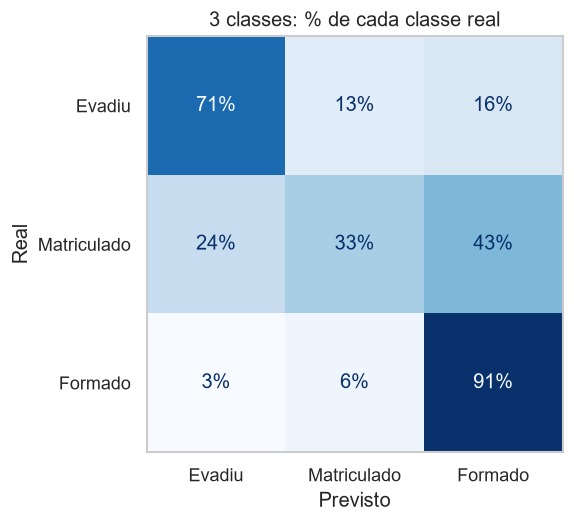 3 classes: % de cada classe real
Evadiu 71% 13% 16%
Matriculado 24% 33% 43%
Formado 3% 6% 91%
Real
Evadiu Matriculado Formado
Previsto